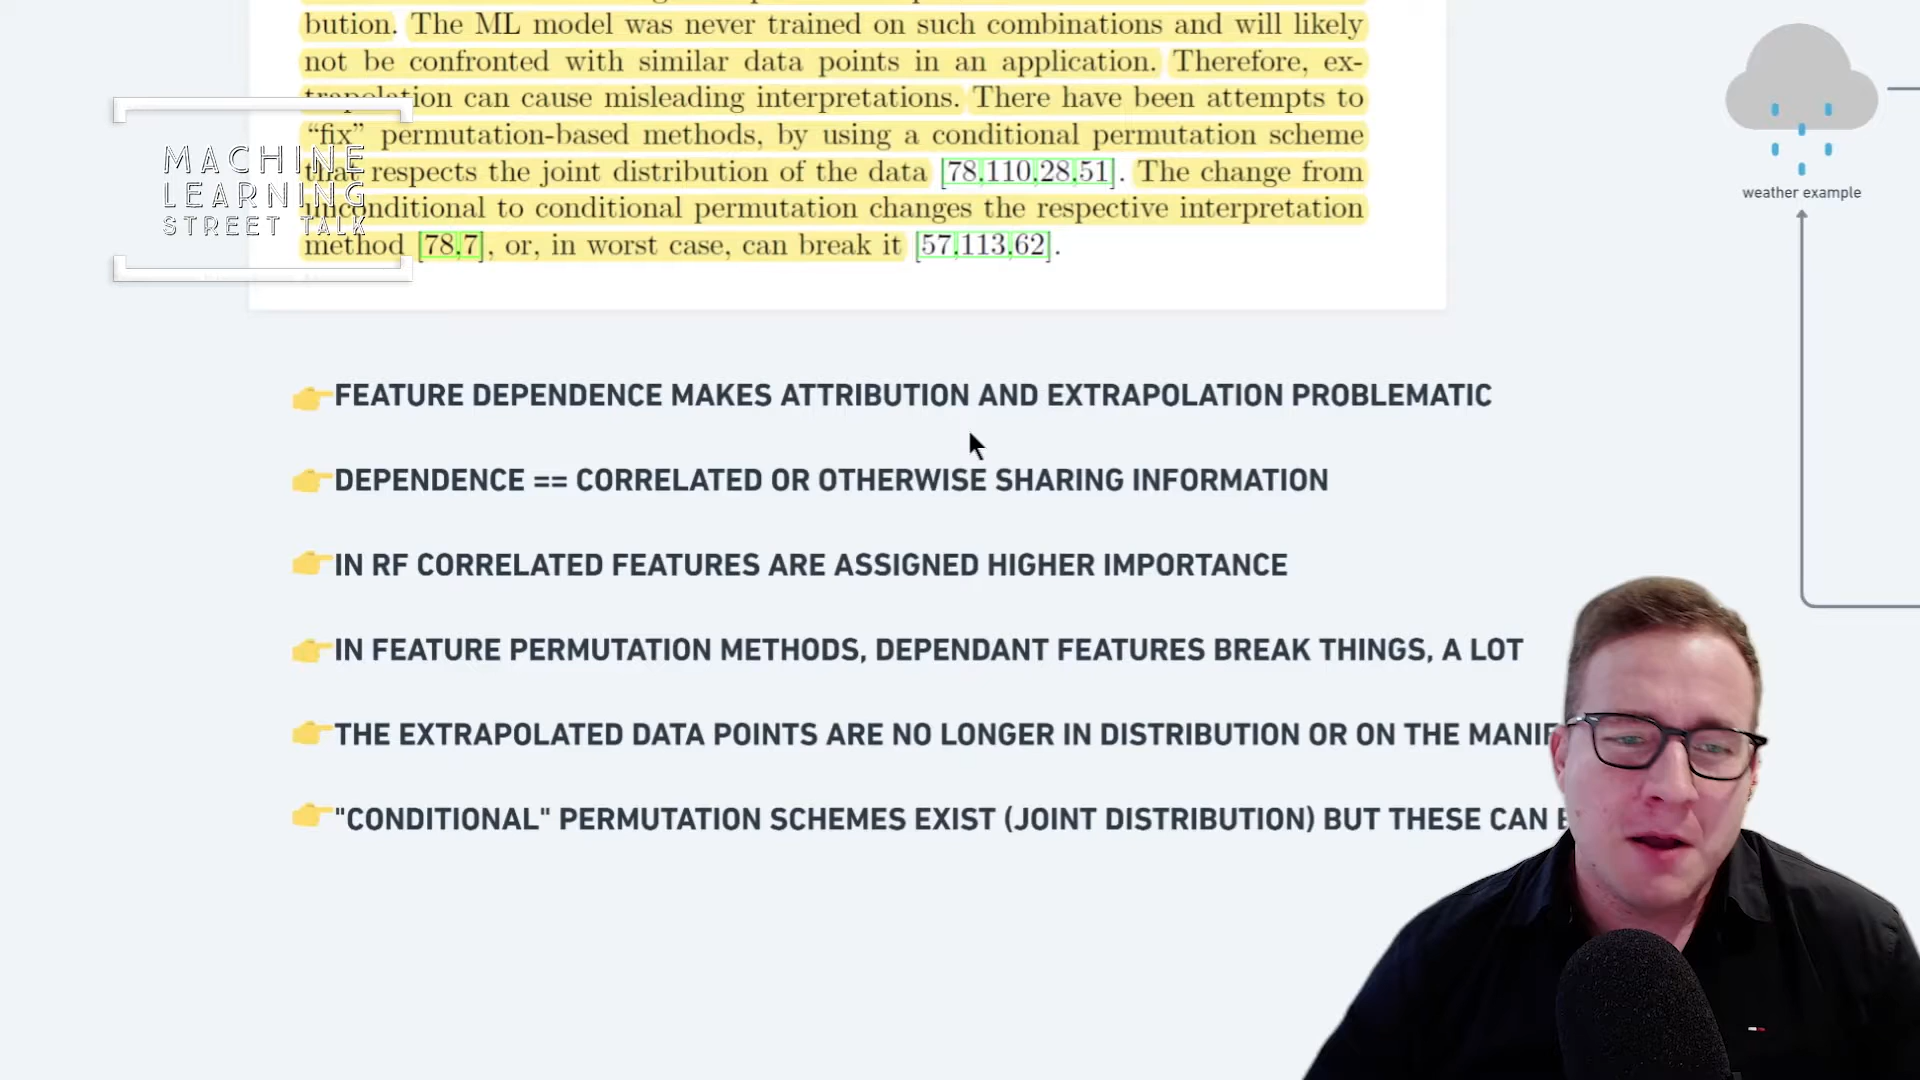 bution. The ML model was never trained on such combinations and will likely
not be confronted with similar data points in an application. Therefore, ex-
trapolation can cause misleading interpretations. There have been attempts to
“fix” permutation-based methods, by using a conditional permutation scheme
that respects the joint distribution of the data [78,110,28,51]. The change from
unconditional to conditional permutation changes the respective interpretation
method [78,7], or, in worst case, can break it [57,113,62].
MACHINE
LEARNING
STREET TALK
weather example
👉FEATURE DEPENDENCE MAKES ATTRIBUTION AND EXTRAPOLATION PROBLEMATIC
👉DEPENDENCE == CORRELATED OR OTHERWISE SHARING INFORMATION
👉IN RF CORRELATED FEATURES ARE ASSIGNED HIGHER IMPORTANCE
👉IN FEATURE PERMUTATION METHODS, DEPENDANT FEATURES BREAK THINGS, A LOT
👉THE EXTRAPOLATED DATA POINTS ARE NO LONGER IN DISTRIBUTION OR ON THE MANIF
👉"CONDITIONAL" PERMUTATION SCHEMES EXIST (JOINT DISTRIBUTION) BUT THESE CAN